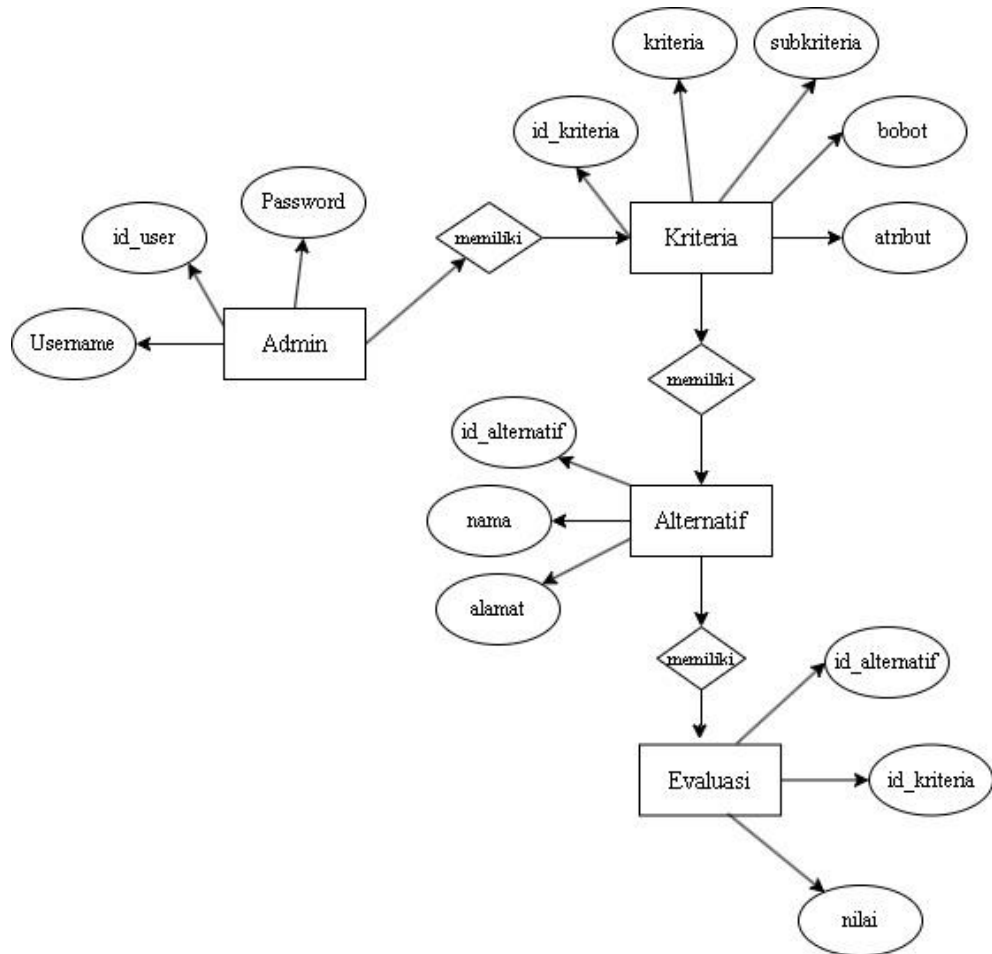 kriteria
subkriteria
id_kriteria
bobot
Password
id_user
memiliki
Kriteria
atribut
Username
Admin
memiliki
id_alternatif
nama
Alternatif
alamat
memiliki
id_alternatif
Evaluasi
id_kriteria
nilai